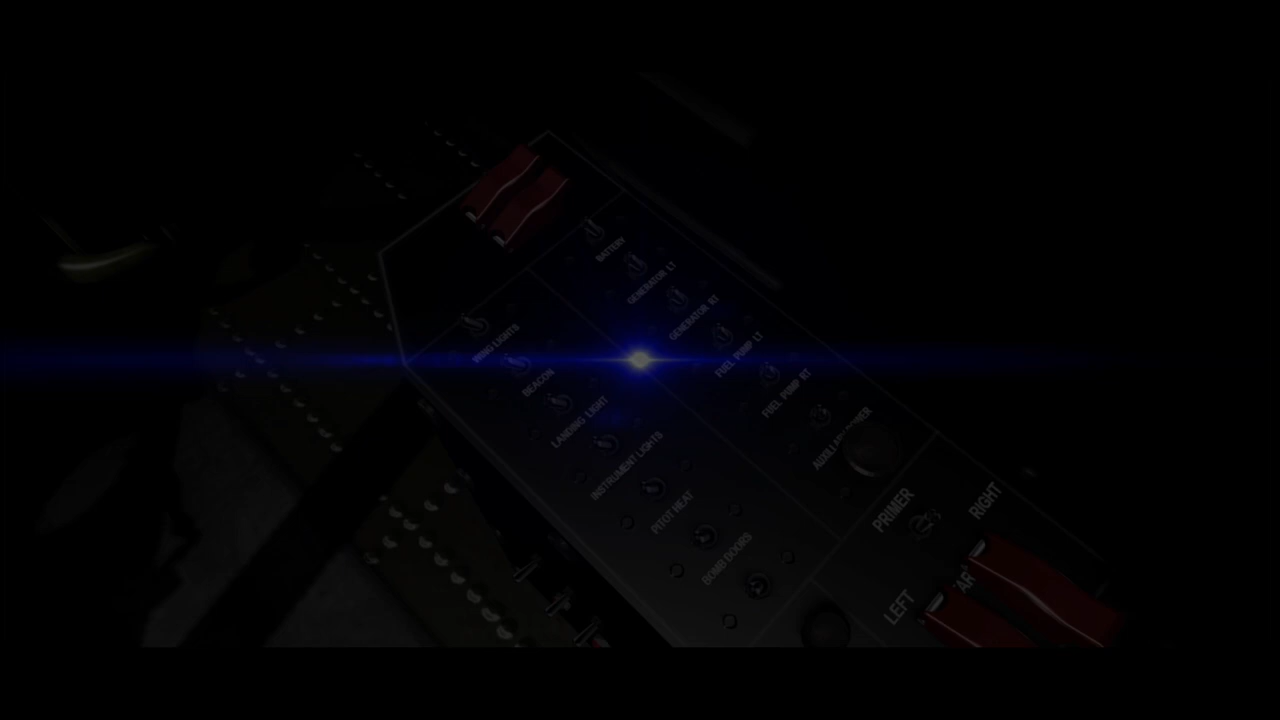 BATTERY
GENERATOR LT
GENERATOR RT
FUEL PUMP LT
FUEL PUMP RT
WING LIGHTS
BEACON
LANDING LIGHT
INSTRUMENT LIGHTS
PITOT HEAT
BOMB DOORS
PRIMER
RIGHT
LEFT